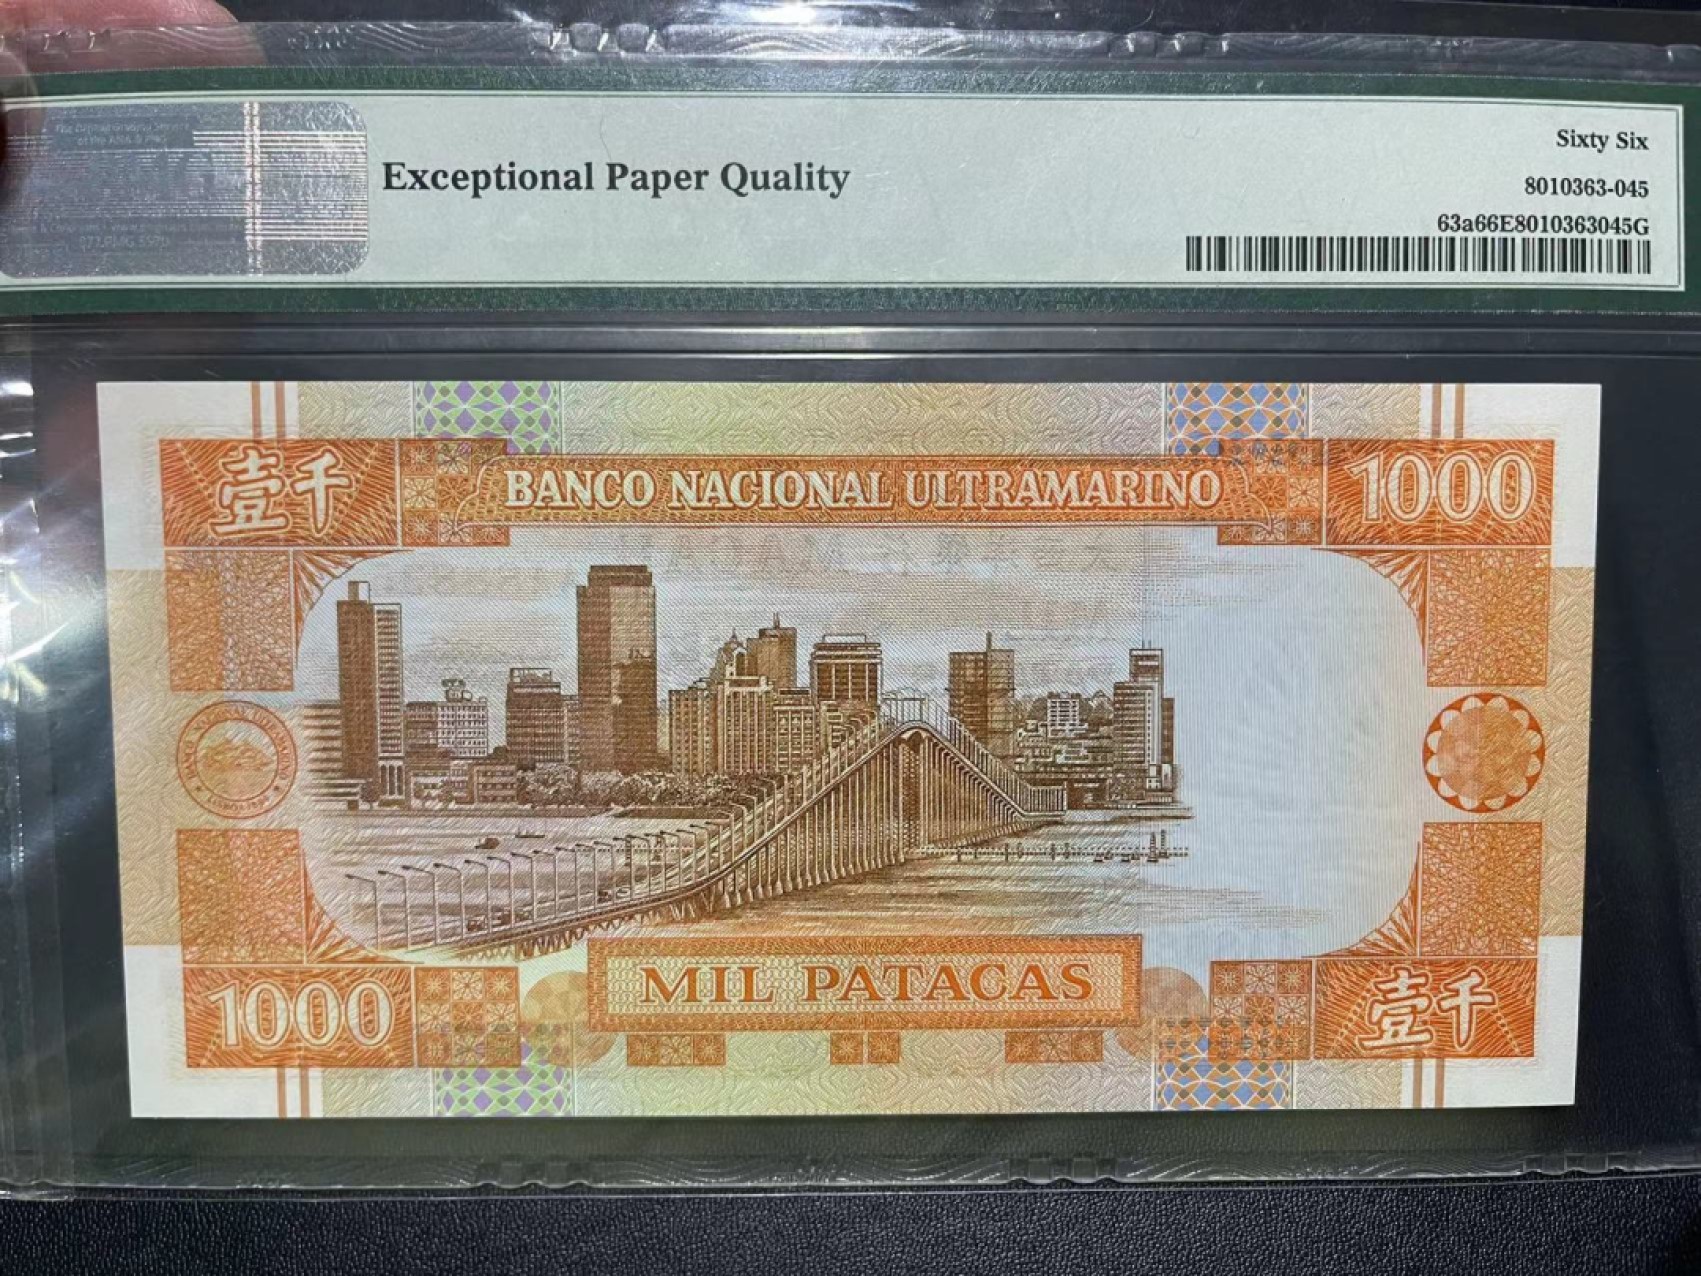 Exceptional Paper Quality
Sixty Six
8010363-045
63a66E8010363045G
壹千
BANCO NACIONAL ULTRAMARINO
1000
1000
MIL PATACAS
壹千